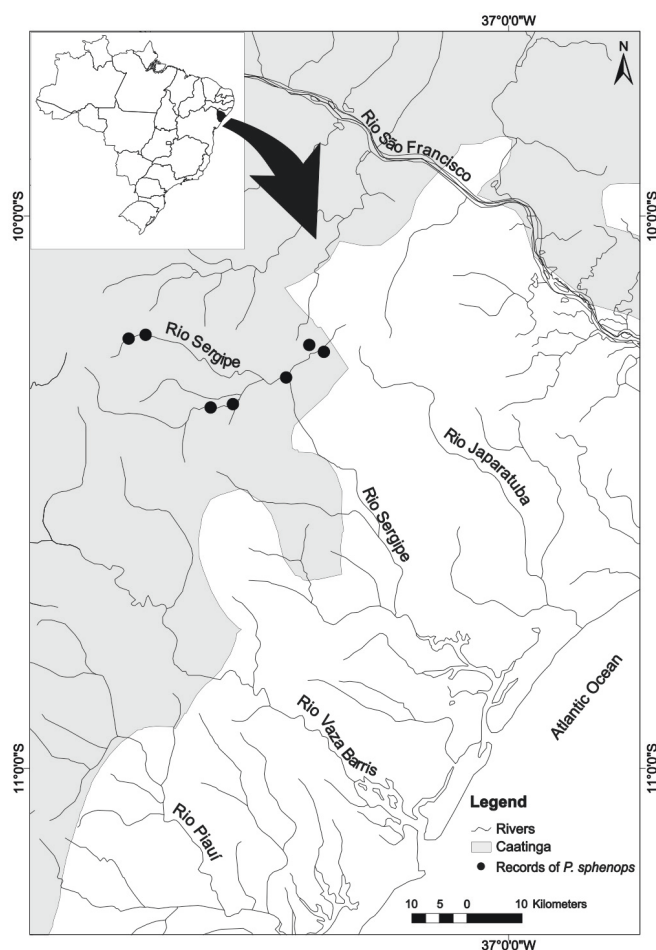 37°0'0"W
N
Rio São Francisco
10°0'0"S
10°0'0"S
Rio Sergipe
Rio Japaratuba
Rio Sergipe
Atlantic Ocean
Rio Vaza Barris
11°0'0"S
11°0'0"S
Rio Piauí
Legend
Rivers
Caatinga
Records of P. sphenops
10 5 0 10 Kilometers
37°0'0"W